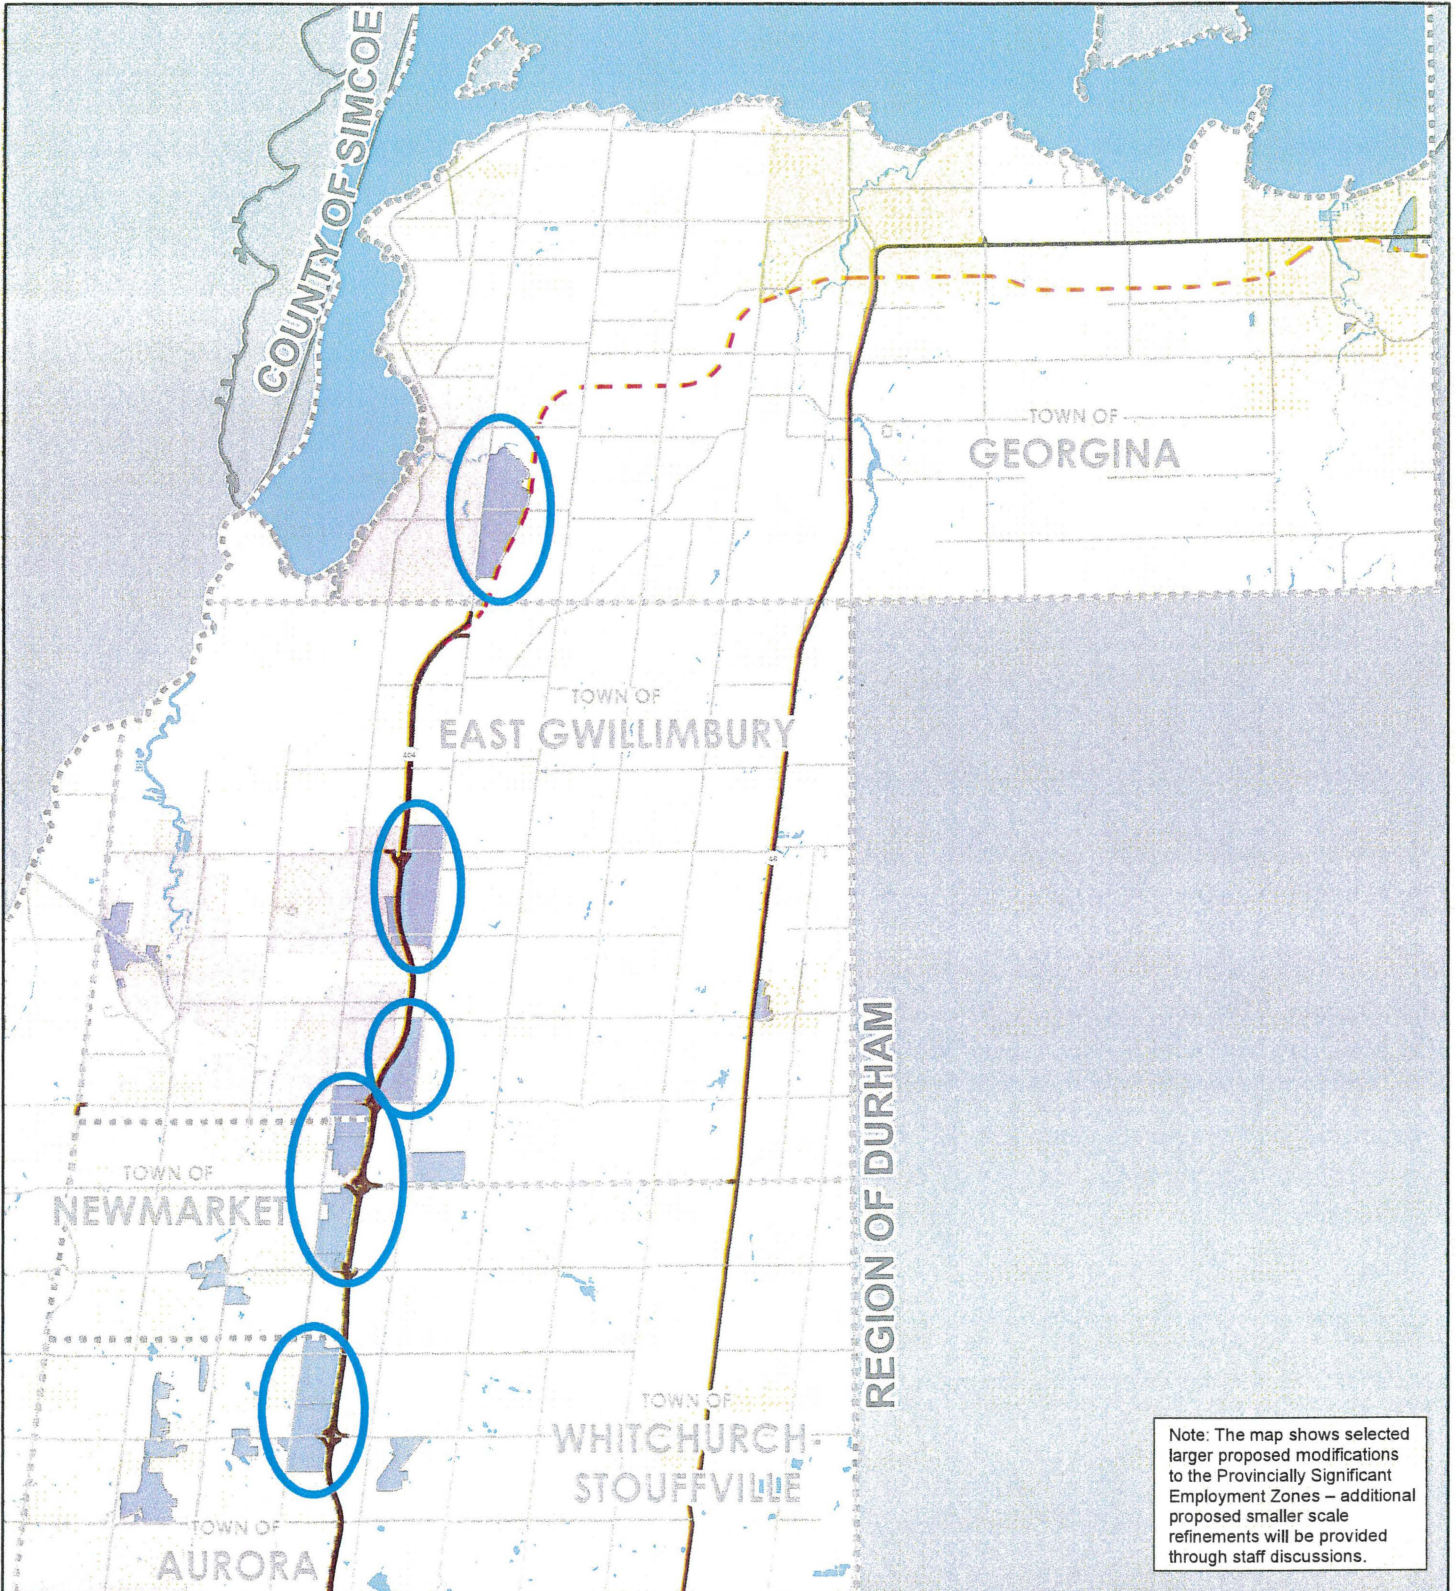 COUNTY OF SIMCOE
TOWN OF
GEORGINA
TOWN OF
EAST GWILLIMBURY
TOWN OF
NEWMARKET
REGION OF DURHAM
TOWN OF
WHITCHURCH-
STOUFFVILLE
TOWN OF
AURORA
Note: The map shows selected
larger proposed modifications
to the Provincially Significant
Employment Zones – additional
proposed smaller scale
refinements will be provided
through staff discussions.